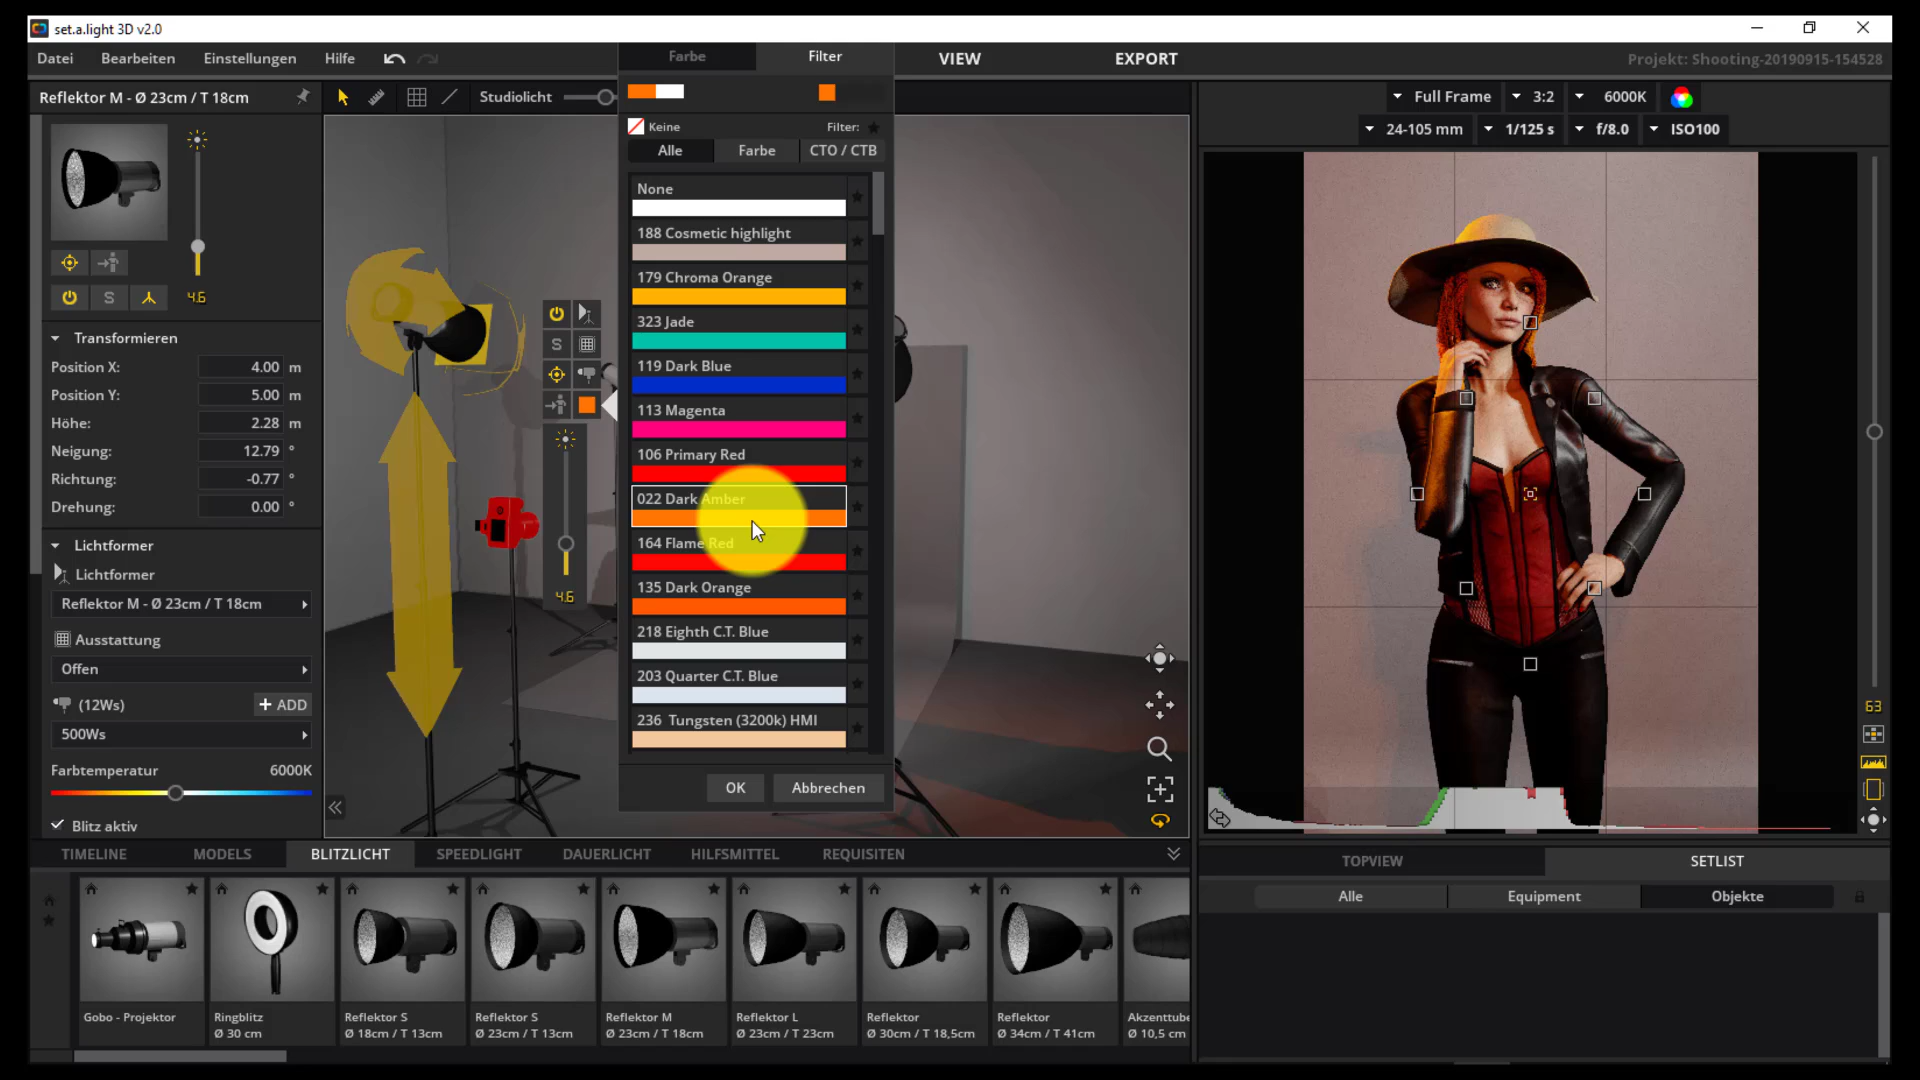 set.a.light 3D v2.0
Datei Bearbeiten Einstellungen Hilfe
VIEW
EXPORT
Projekt: Shooting-20190915-154528
Reflektor M - Ø 23cm / T 18cm
4.6
Transformieren
Position X: 4.00 m
Position Y: 5.00 m
Höhe: 2.28 m
Neigung: 12.79 °
Richtung: -0.77 °
Drehung: 0.00 °
Lichtformer
Lichtformer
Reflektor M - Ø 23cm / T 18cm
Ausstattung
Offen
(12Ws) + ADD
500Ws
Farbtemperatur 6000K
Blitz aktiv
S
Studiolicht
S
4.6
Farbe Filter
Keine Filter:
Alle Farbe CTO / CTB
None
188 Cosmetic highlight
179 Chroma Orange
323 Jade
119 Dark Blue
113 Magenta
106 Primary Red
022 Dark Amber
164 Flame Red
135 Dark Orange
218 Eighth C.T. Blue
203 Quarter C.T. Blue
236 Tungsten (3200k) HMI
OK Abbrechen
Full Frame 3:2 6000K
24-105 mm 1/125 s f/8.0 ISO100
63
TIMELINE MODELS BLITZLICHT SPEEDLIGHT DAUERLICHT HILFSMITTEL REQUISITEN
Gobo - Projektor
Ringblitz
Ø 30 cm
Reflektor S
Ø 18cm / T 13cm
Reflektor S
Ø 23cm / T 13cm
Reflektor M
Ø 23cm / T 18cm
Reflektor L
Ø 23cm / T 23cm
Reflektor
Ø 30cm / T 18,5cm
Reflektor
Ø 34cm / T 41cm
Akzenttube
Ø 10,5 cm
TOPVIEW SETLIST
Alle Equipment Objekte